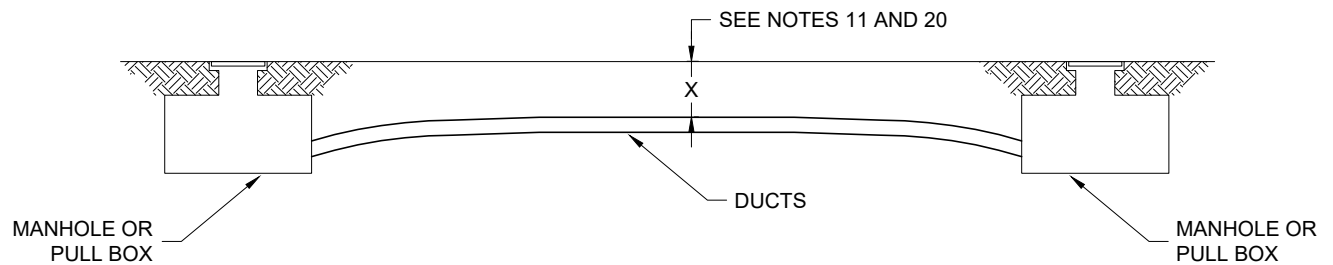 SEE NOTES 11 AND 20
X
DUCTS
MANHOLE OR
PULL BOX
MANHOLE OR
PULL BOX